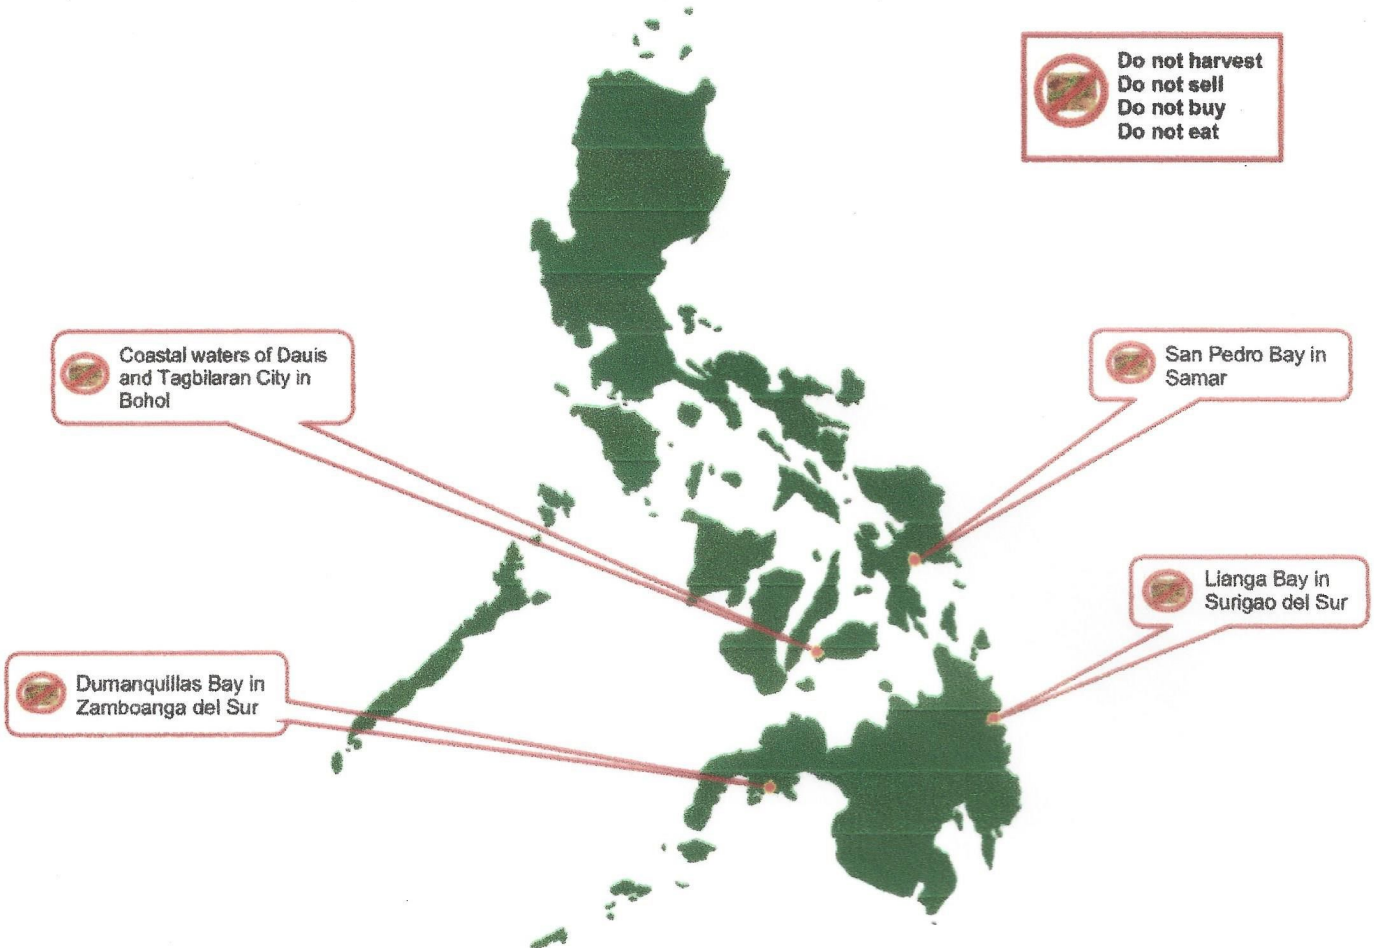 Do not harvest
Do not sell
Do not buy
Do not eat
Coastal waters of Dauis
and Tagbilaran City in
Bohol
San Pedro Bay in
Samar
Lianga Bay in
Surigao del Sur
Dumanquillas Bay in
Zamboanga del Sur